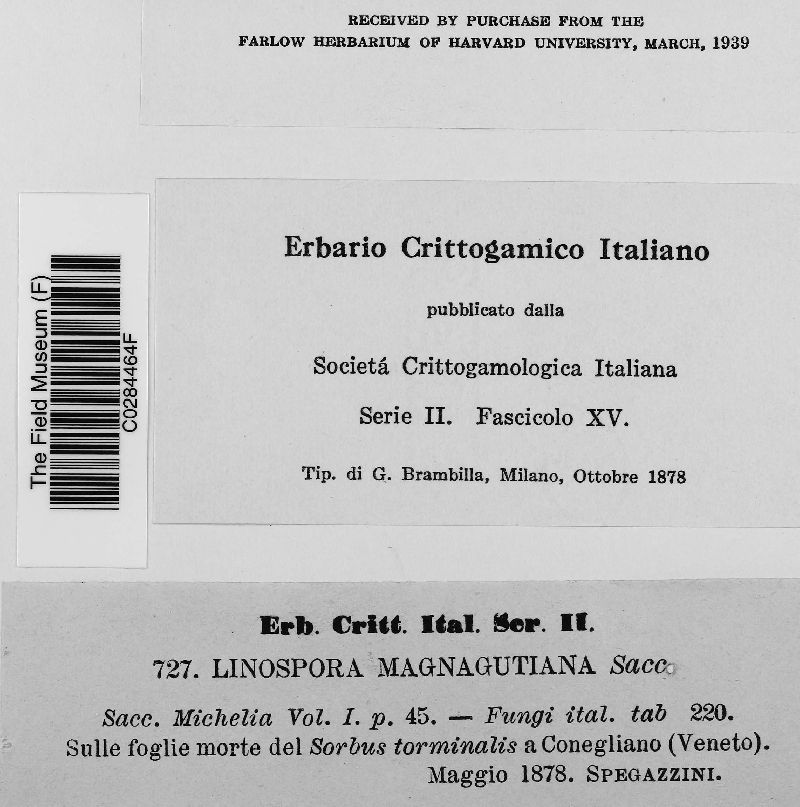 RECEIVED BY PURCHASE FROM THE
FARLOW HERBARIUM OF HARVARD UNIVERSITY, MARCH, 1939
The Field Museum (F)
C0284464F
Erbario Crittogamico Italiano
pubblicato dalla
Societá Crittogamologica Italiana
Serie II. Fascicolo XV.
Tip. di G. Brambilla, Milano, Ottobre 1878
Erb. Critt. Ital. Ser. II.
727. LINOSPORA MAGNAGUTIANA Sacc.
Sacc. Michelia Vol. I. p. 45. — Fungi ital. tab 220.
Sulle foglie morte del Sorbus torminalis a Conegliano (Veneto).
Maggio 1878. SPEGAZZINI.